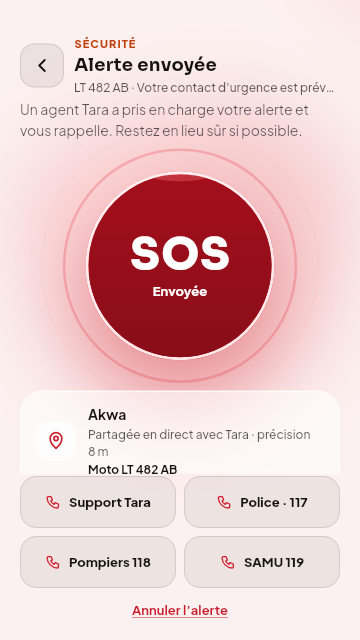 SÉCURITÉ
Alerte envoyée
LT 482 AB · Votre contact d’urgence est prév…
Un agent Tara a pris en charge votre alerte et
vous rappelle. Restez en lieu sûr si possible.
SOS
Envoyée
Akwa
Partagée en direct avec Tara · précision
8 m
Moto LT 482 AB
Support Tara
Police · 117
Pompiers 118
SAMU 119
Annuler l’alerte